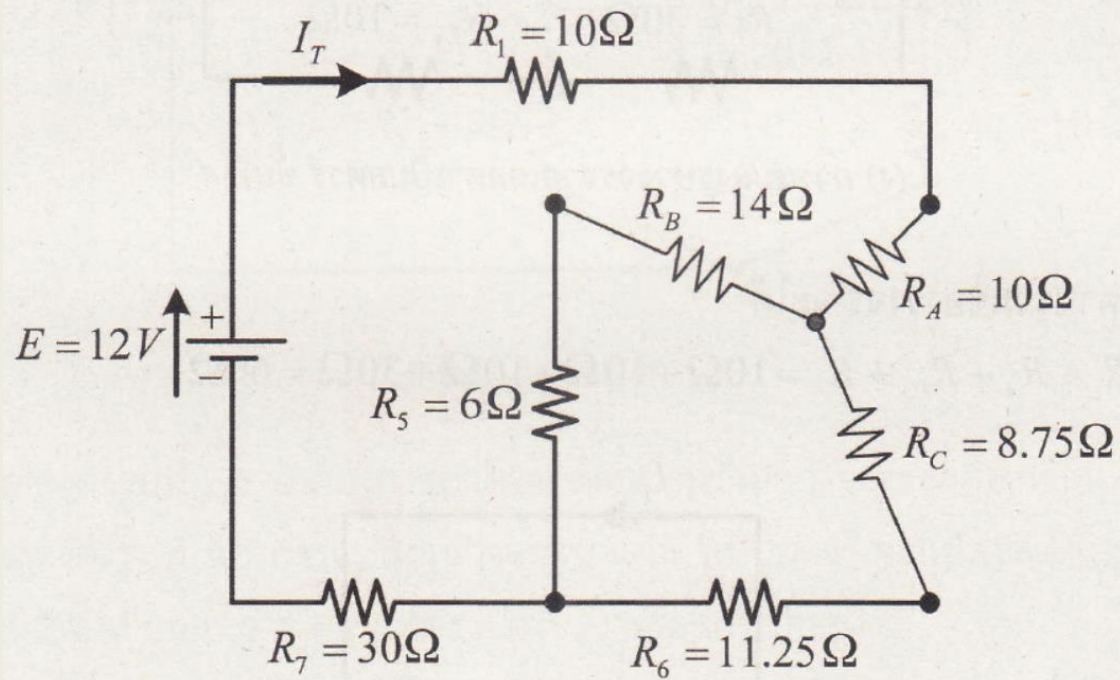 I_T
R_1 = 10Ω
R_B = 14Ω
R_A = 10Ω
E = 12V
+
−
R_5 = 6Ω
R_C = 8.75Ω
R_7 = 30Ω
R_6 = 11.25Ω